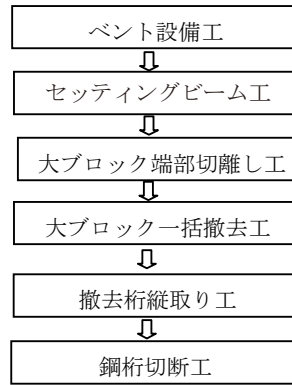 ベント設備工
セッティングビーム工
大ブロック端部切離し工
大ブロック一括撤去工
撤去桁縦取り工
鋼桁切断工